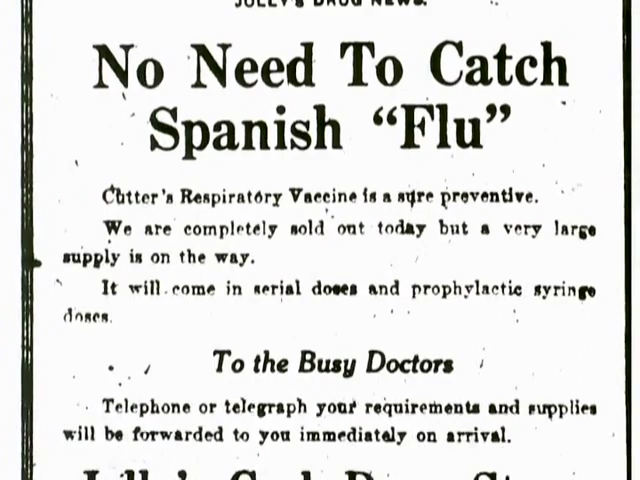 JOLLY'S DRUG NEWS.
No Need To Catch
Spanish "Flu"
Cutter's Respiratory Vaccine is a sure preventive.
We are completely sold out today but a very large
supply is on the way.
It will come in serial doses and prophylactic syringe
doses.
To the Busy Doctors
Telephone or telegraph your requirements and supplies
will be forwarded to you immediately on arrival.